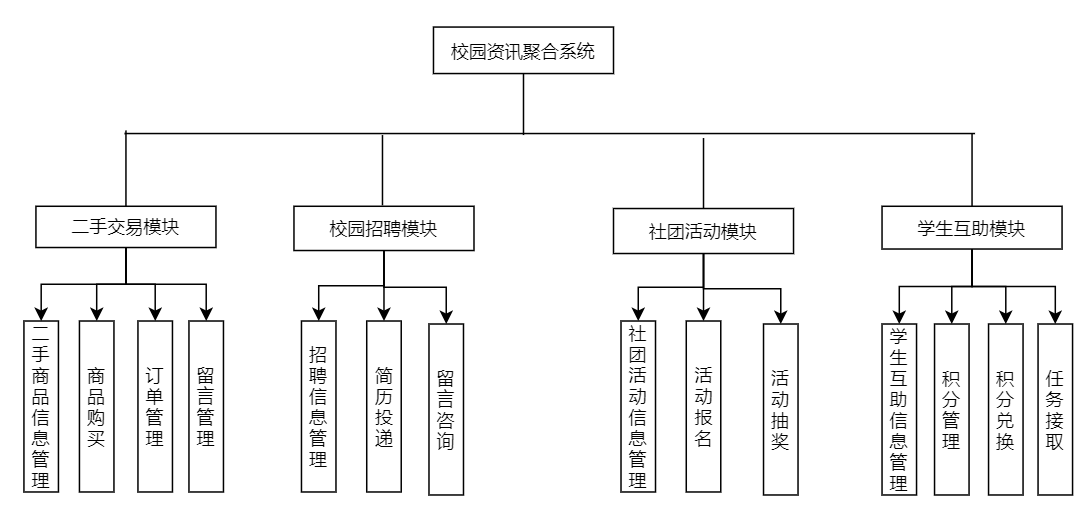 校园资讯聚合系统
二手交易模块
校园招聘模块
社团活动模块
学生互助模块
二手商品信息管理
商品购买
订单管理
留言管理
招聘信息管理
简历投递
留言咨询
社团活动信息管理
活动报名
活动抽奖
学生互助信息管理
积分管理
积分兑换
任务接取